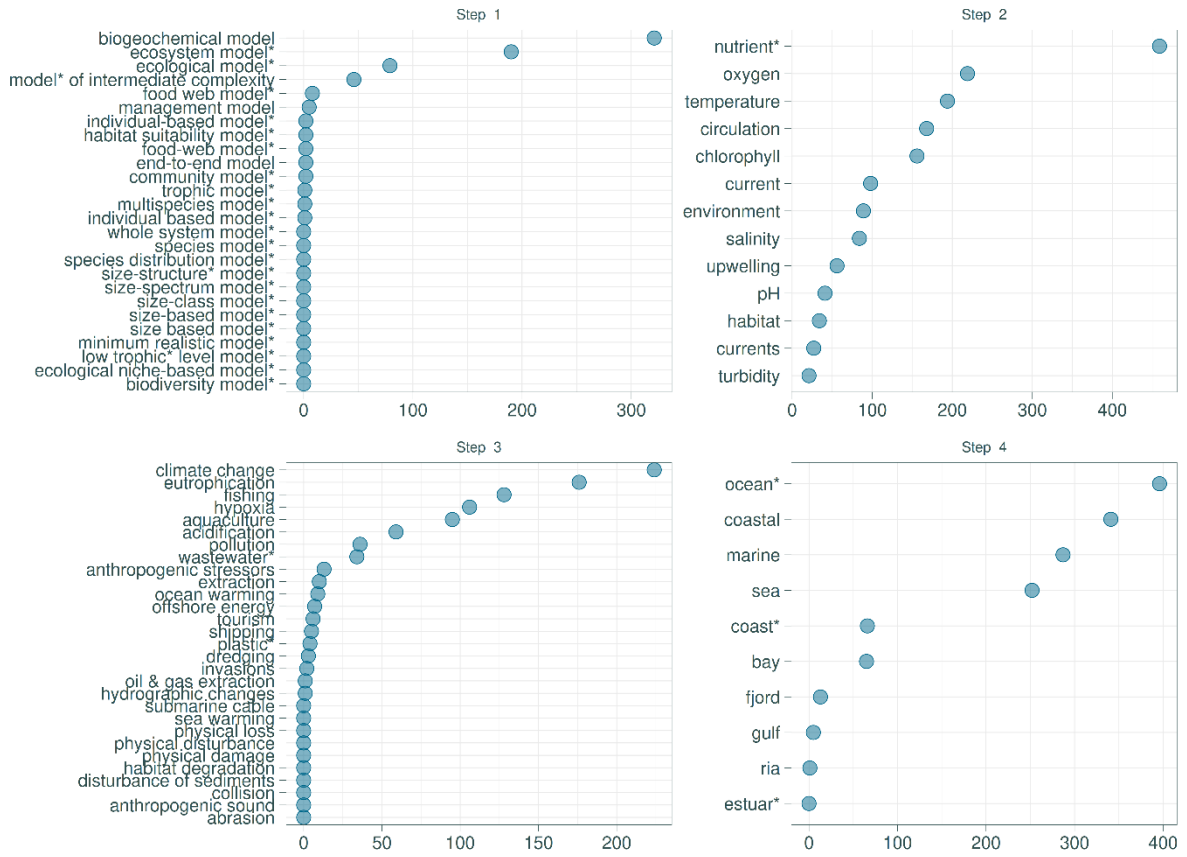 Step 1
biogeochemical model
ecosystem model*
ecological model*
model* of intermediate complexity
food web model*
management model
individual-based model*
habitat suitability model*
food-web model*
end-to-end model
community model*
trophic model*
multispecies model*
individual based model*
whole system model*
species model*
species distribution model*
size-structure* model*
size-spectrum model*
size-class model*
size-based model*
size based model*
minimum realistic model*
low trophic* level model*
ecological niche-based model*
biodiversity model*
0 100 200 300
Step 2
nutrient*
oxygen
temperature
circulation
chlorophyll
current
environment
salinity
upwelling
pH
habitat
currents
turbidity
0 100 200 300 400
Step 3
climate change
eutrophication
fishing
hypoxia
aquaculture
acidification
pollution
wastewater*
anthropogenic stressors
extraction
ocean warming
offshore energy
tourism
shipping
plastic*
dredging
invasions
oil & gas extraction
hydrographic changes
submarine cable
sea warming
physical loss
physical disturbance
physical damage
habitat degradation
disturbance of sediments
collision
anthropogenic sound
abrasion
0 50 100 150 200
Step 4
ocean*
coastal
marine
sea
coast*
bay
fjord
gulf
ria
estuar*
0 100 200 300 400